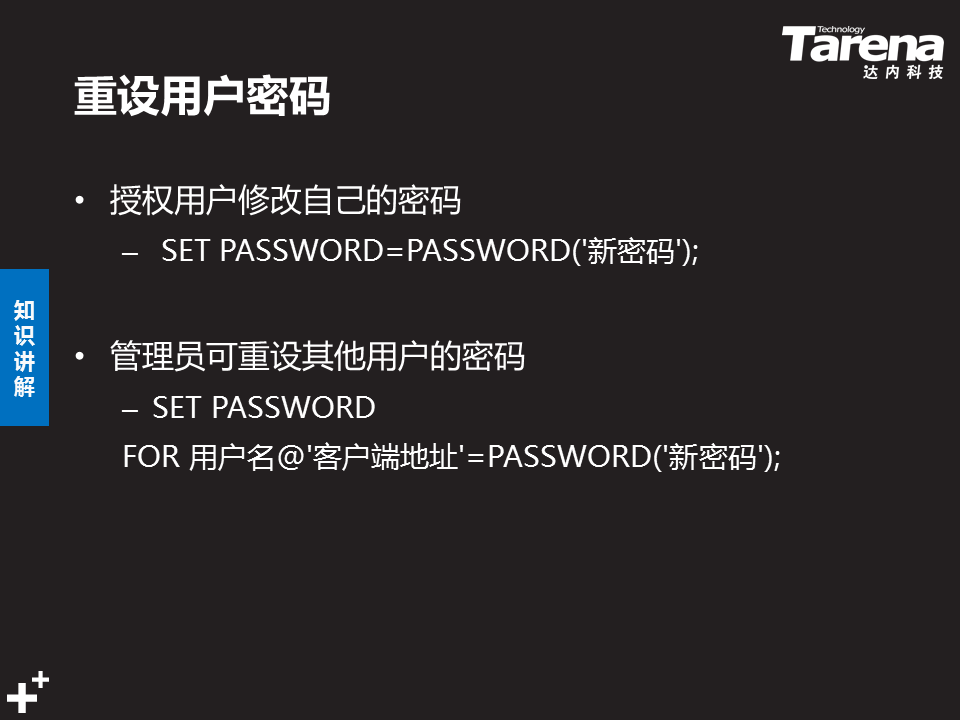 Technology
Tarena
达内科技
重设用户密码
• 授权用户修改自己的密码
– SET PASSWORD=PASSWORD('新密码');
知识讲解
• 管理员可重设其他用户的密码
– SET PASSWORD
FOR 用户名@'客户端地址'=PASSWORD('新密码');